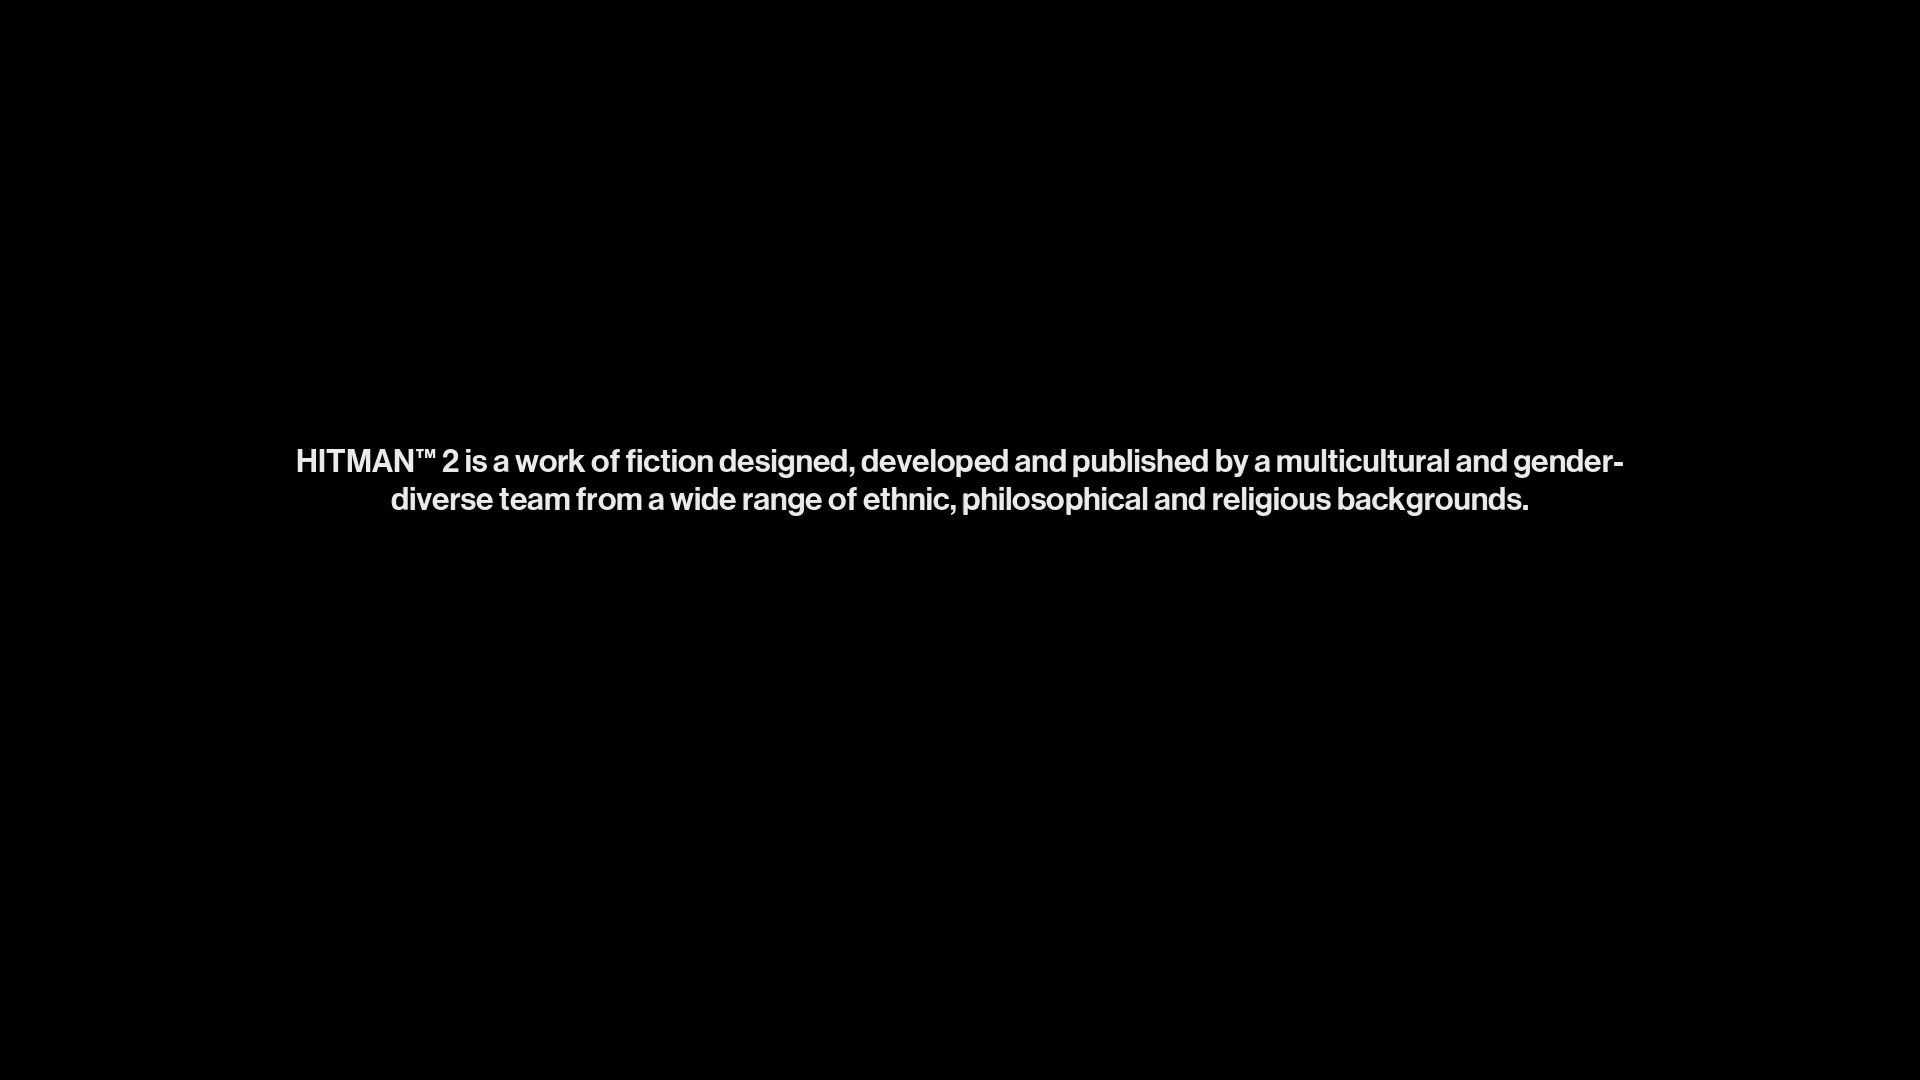 HITMAN™ 2 is a work of fiction designed, developed and published by a multicultural and gender-
diverse team from a wide range of ethnic, philosophical and religious backgrounds.